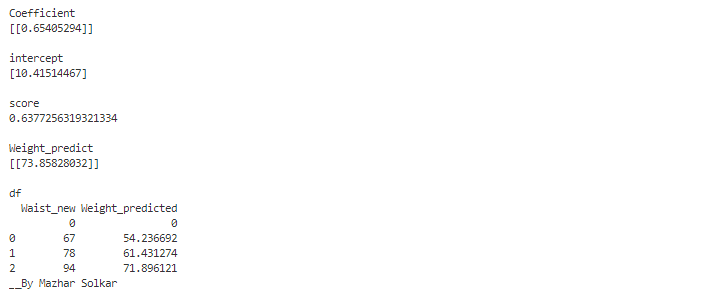 Coefficient
[[0.65405294]]
intercept
[10.41514467]
score
0.6377256319321334
Weight_predict
[[73.85828032]]
df
Waist_new Weight_predicted
0 0
0 67 54.236692
1 78 61.431274
2 94 71.896121
__By Mazhar Solkar